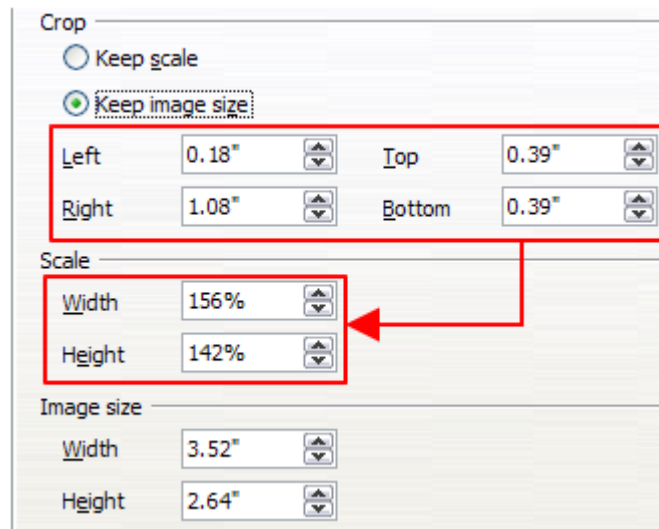 Crop
Keep scale
Keep image size
Left 0.18" Top 0.39"
Right 1.08" Bottom 0.39"
Scale
Width 156%
Height 142%
Image size
Width 3.52"
Height 2.64"